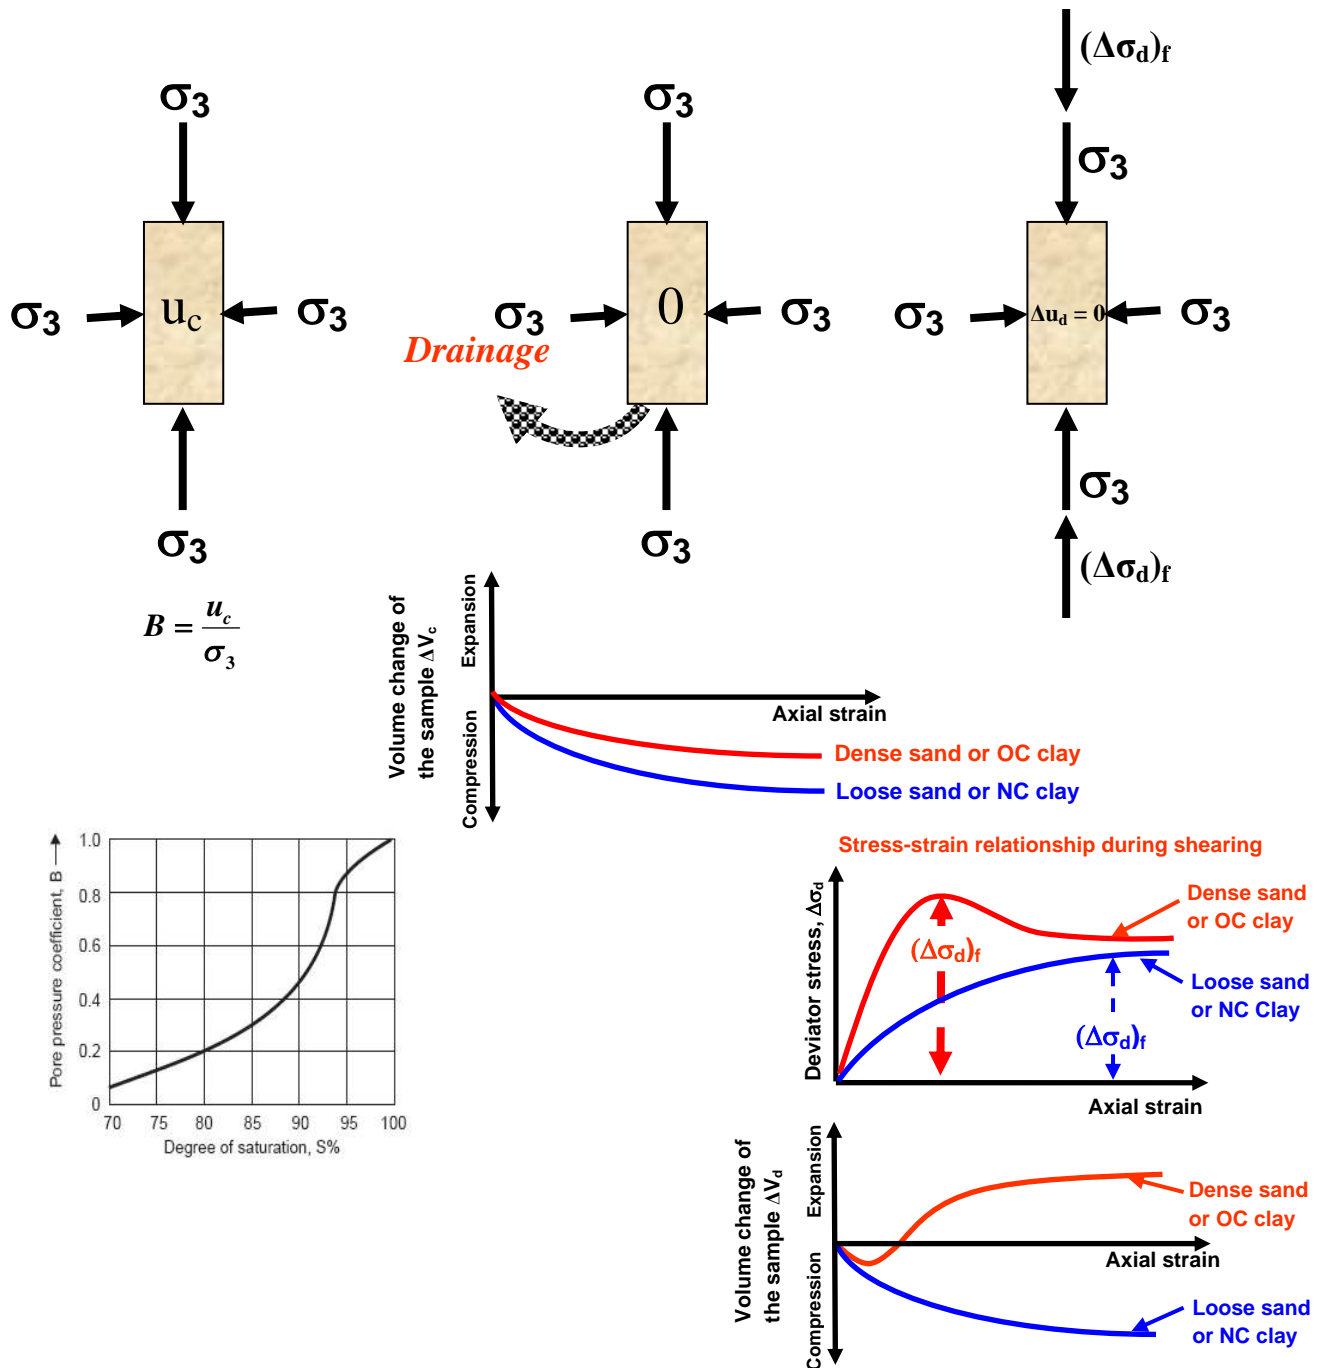 (Δσd)f
σ3
σ3
σ3
σ3
uc
σ3
σ3
0
σ3
σ3
Δud = 0
σ3
Drainage
σ3
(Δσd)f
σ3
σ3
B = uc / σ3
Volume change of
the sample ΔVc
Expansion
Compression
Axial strain
Dense sand or OC clay
Loose sand or NC clay
Pore pressure coefficient, B
1.0
0.8
0.6
0.4
0.2
0
70 75 80 85 90 95 100
Degree of saturation, S%
Stress-strain relationship during shearing
Deviator stress, Δσd
Dense sand
or OC clay
(Δσd)f
Loose sand
or NC Clay
(Δσd)f
Axial strain
Volume change of
the sample ΔVd
Expansion
Compression
Dense sand
or OC clay
Axial strain
Loose sand
or NC clay